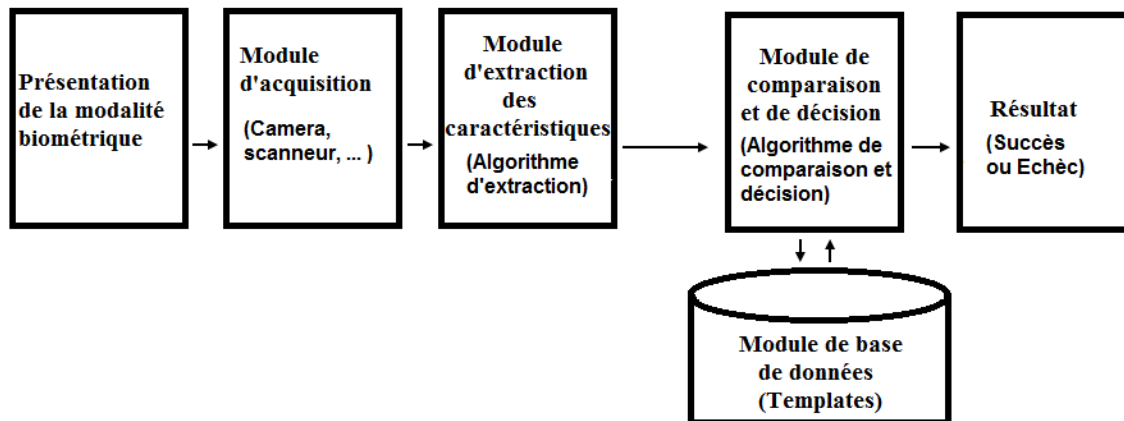 Présentation
de la modalité
biométrique
Module
d'acquisition
(Camera,
scanneur, ... )
Module
d'extraction
des
caractéristiques
(Algorithme
d'extraction)
Module de
comparaison
et de décision
(Algorithme de
comparaison et
décision)
Résultat
(Succès
ou Echèc)
Module de base
de données
(Templates)